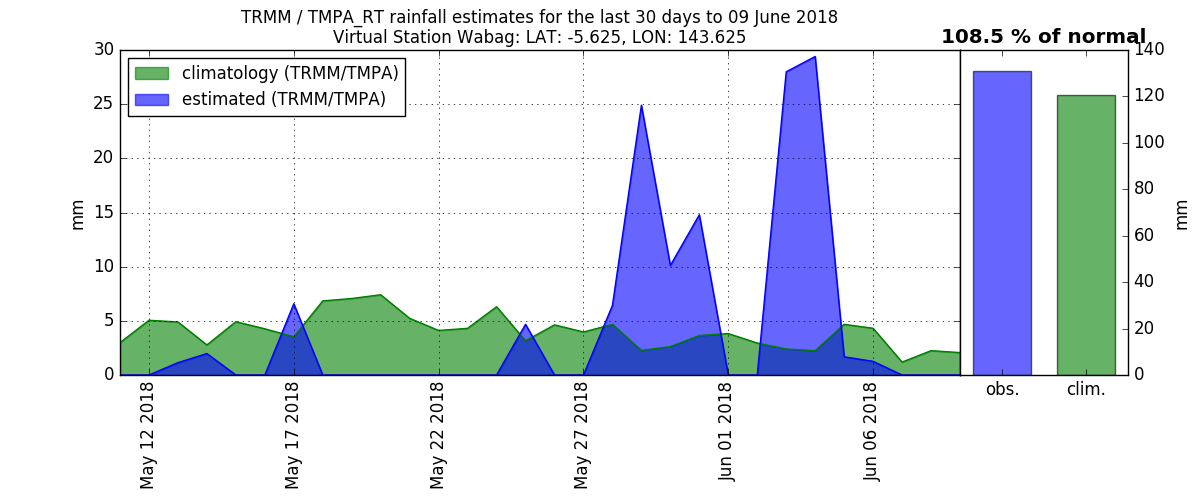 TRMM / TMPA_RT rainfall estimates for the last 30 days to 09 June 2018
Virtual Station Wabag: LAT: -5.625, LON: 143.625
108.5 % of normal
climatology (TRMM/TMPA)
estimated (TRMM/TMPA)
30
25
20
15
10
5
0
mm
May 12 2018
May 17 2018
May 22 2018
May 27 2018
Jun 01 2018
Jun 06 2018
obs.
clim.
140
120
100
80
60
40
20
0
mm